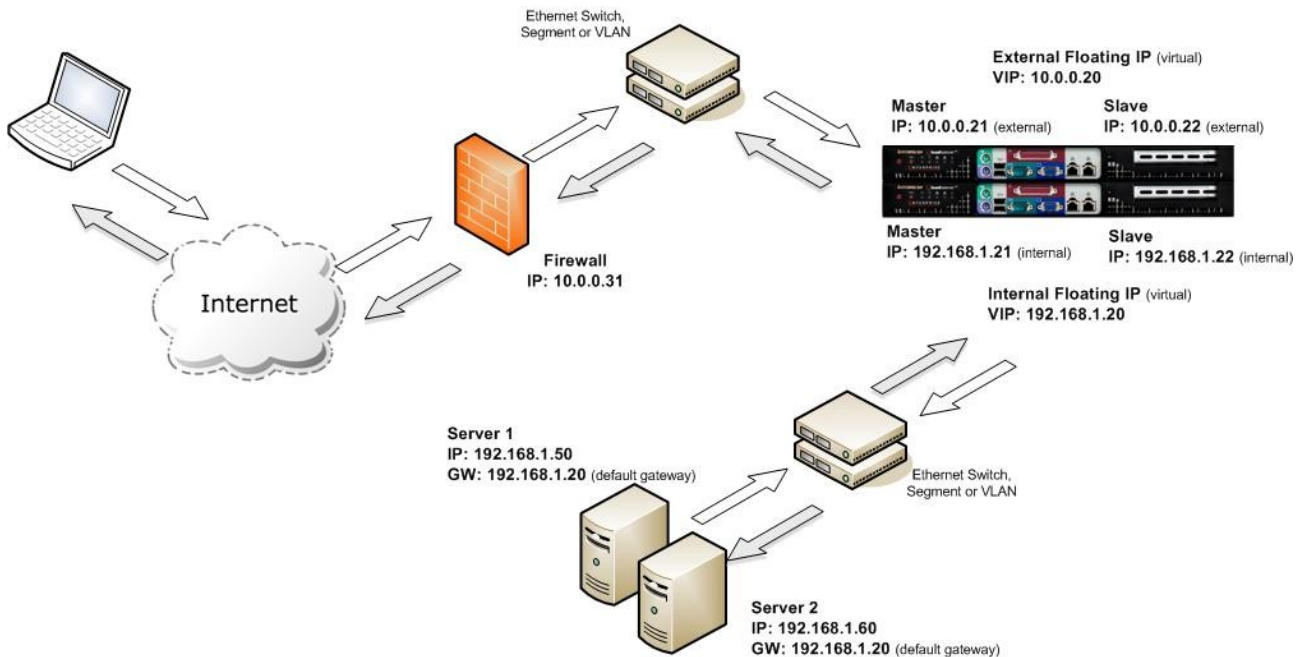 Ethernet Switch,
Segment or VLAN
External Floating IP (virtual)
VIP: 10.0.0.20
Master
IP: 10.0.0.21 (external)
Slave
IP: 10.0.0.22 (external)
Master
IP: 192.168.1.21 (internal)
Slave
IP: 192.168.1.22 (internal)
Firewall
IP: 10.0.0.31
Internet
Internal Floating IP (virtual)
VIP: 192.168.1.20
Server 1
IP: 192.168.1.50
GW: 192.168.1.20 (default gateway)
Ethernet Switch,
Segment or VLAN
Server 2
IP: 192.168.1.60
GW: 192.168.1.20 (default gateway)